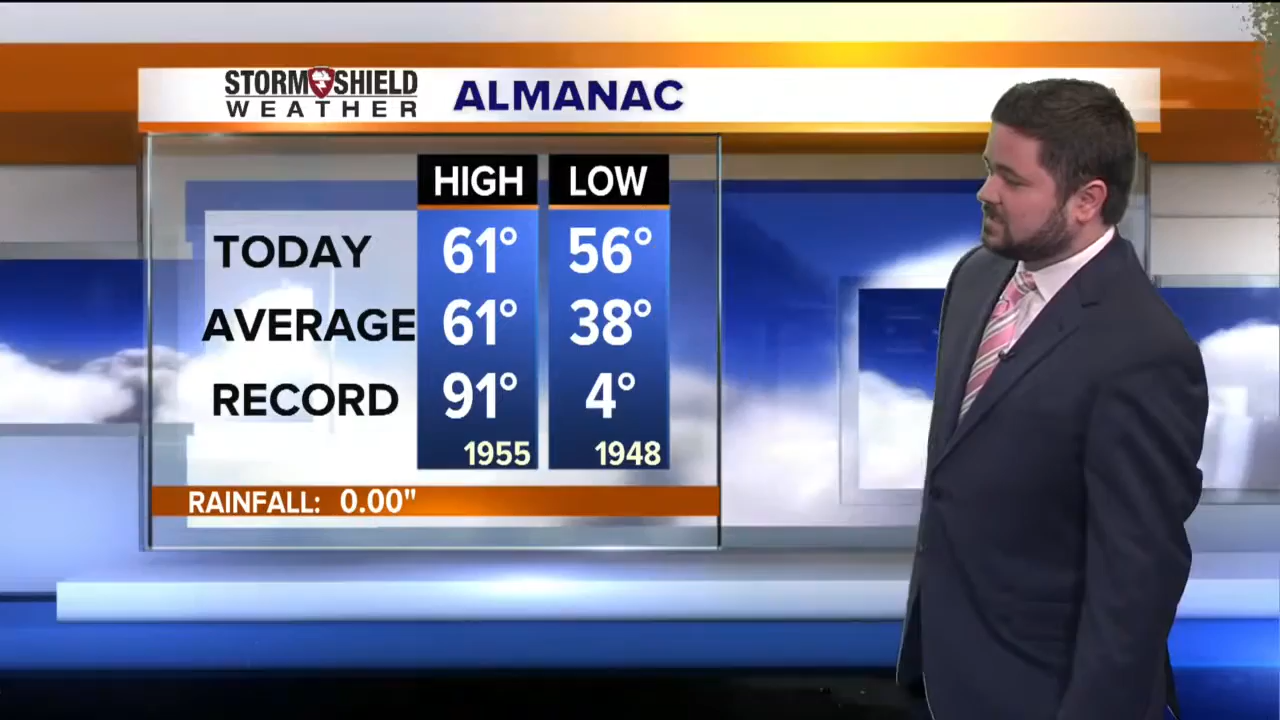 STORM SHIELD
WEATHER
ALMANAC
HIGH LOW
TODAY 61° 56°
AVERAGE 61° 38°
RECORD 91° 4°
1955 1948
RAINFALL: 0.00"